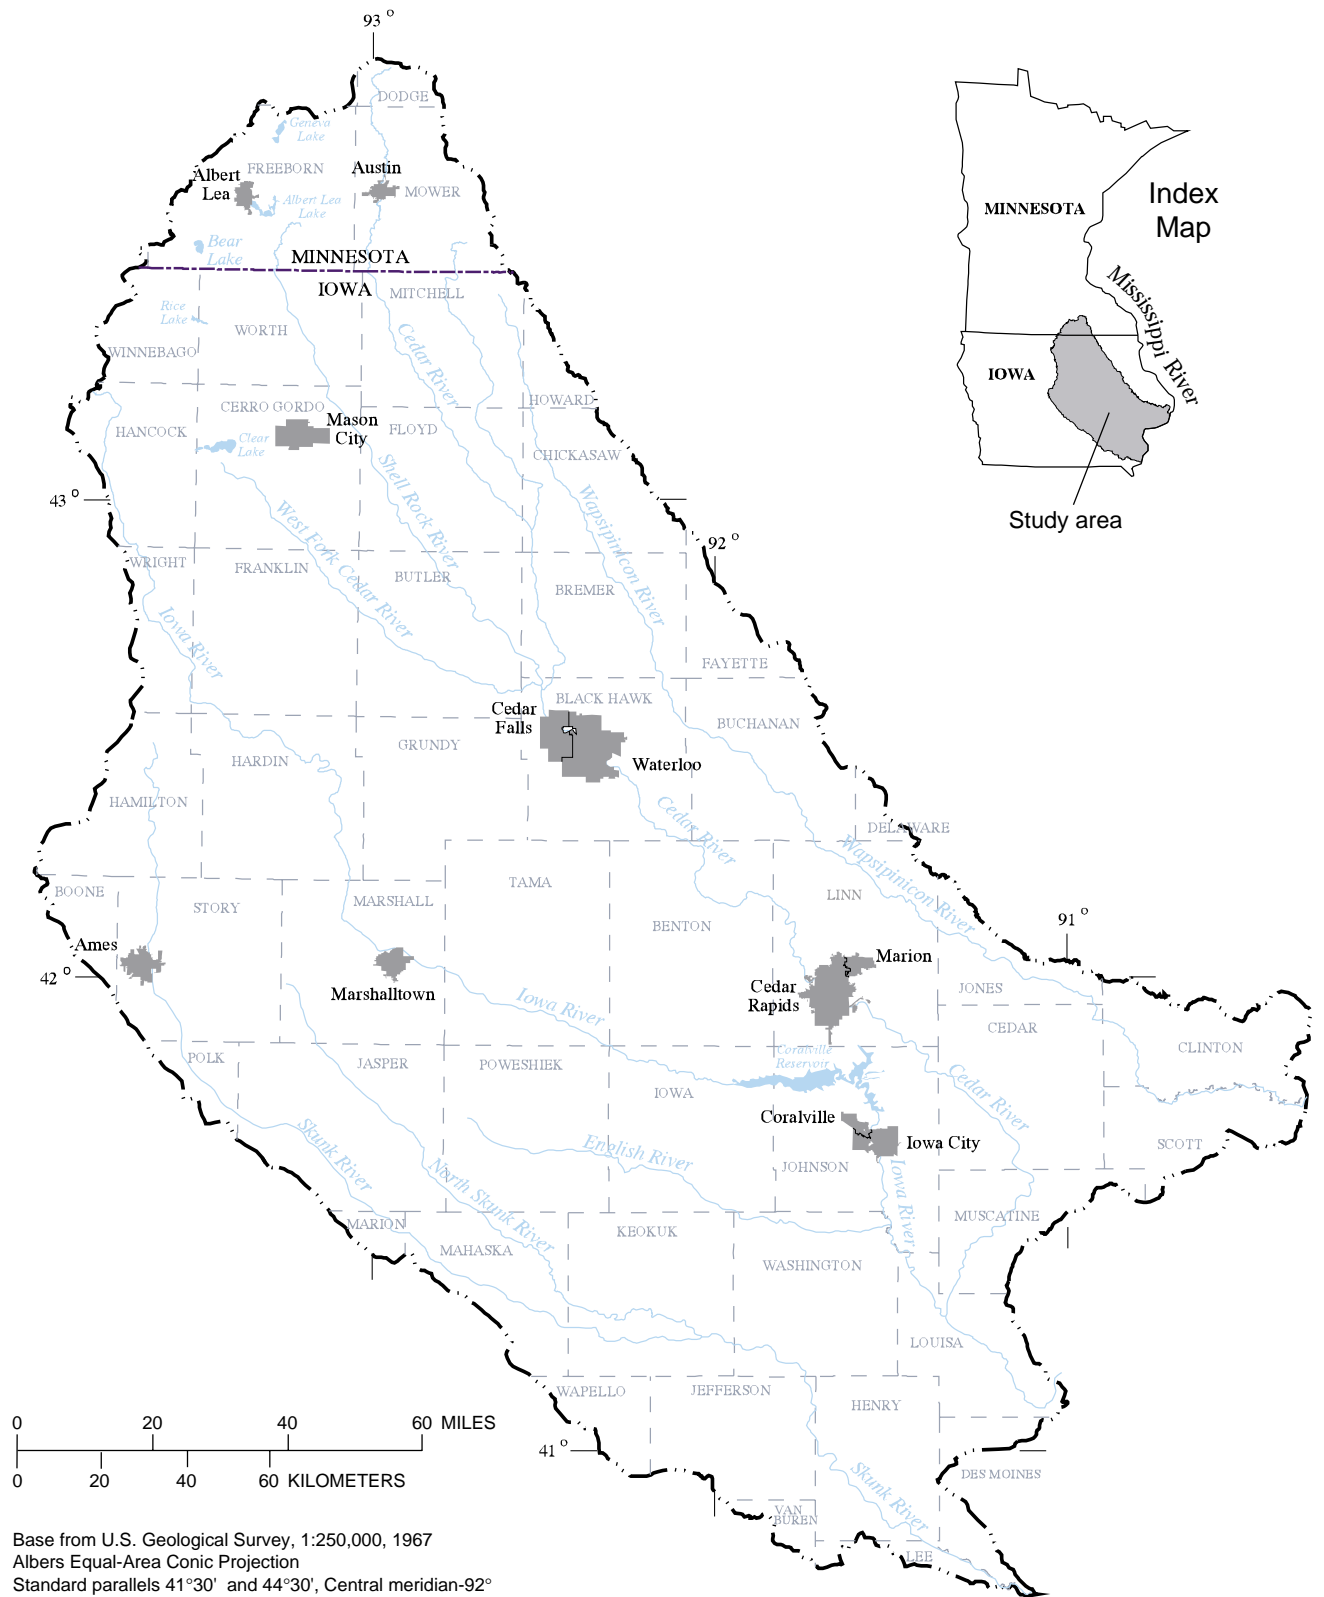 93 o
DODGE
Geneva
Lake
FREEBORN
Austin
Albert
Lea
MOWER
Albert Lea
Lake
Bear
Lake
MINNESOTA
IOWA
MITCHELL
Rice
Lake
WORTH
Cedar River
WINNEBAGO
HOWARD
CERRO GORDO
Mason
City
HANCOCK
FLOYD
Clear
Lake
CHICKASAW
Shell Rock River
43 o
West Fork Cedar River
Wapsipinicon River
92 o
WRIGHT
FRANKLIN
BUTLER
BREMER
Iowa River
FAYETTE
BLACK HAWK
Cedar
Falls
BUCHANAN
GRUNDY
HARDIN
Waterloo
HAMILTON
Cedar River
DELAWARE
Wapsipinicon River
BOONE
TAMA
LINN
STORY
MARSHALL
BENTON
91 o
Ames
Marion
42 o
Marshalltown
Cedar
Rapids
JONES
Iowa River
CEDAR
CLINTON
POLK
JASPER
POWESHIEK
Coralville
Reservoir
IOWA
Cedar River
Coralville
Iowa City
SCOTT
Skunk River
English River
JOHNSON
North Skunk River
Iowa River
MARION
MUSCATINE
KEOKUK
MAHASKA
WASHINGTON
LOUISA
WAPELLO
JEFFERSON
HENRY
41 o
DES MOINES
Skunk River
VAN
BUREN
LEE
Index
Map
MINNESOTA
Mississippi River
IOWA
Study area
0 20 40 60 MILES
0 20 40 60 KILOMETERS
Base from U.S. Geological Survey, 1:250,000, 1967
Albers Equal-Area Conic Projection
Standard parallels 41°30' and 44°30', Central meridian-92°